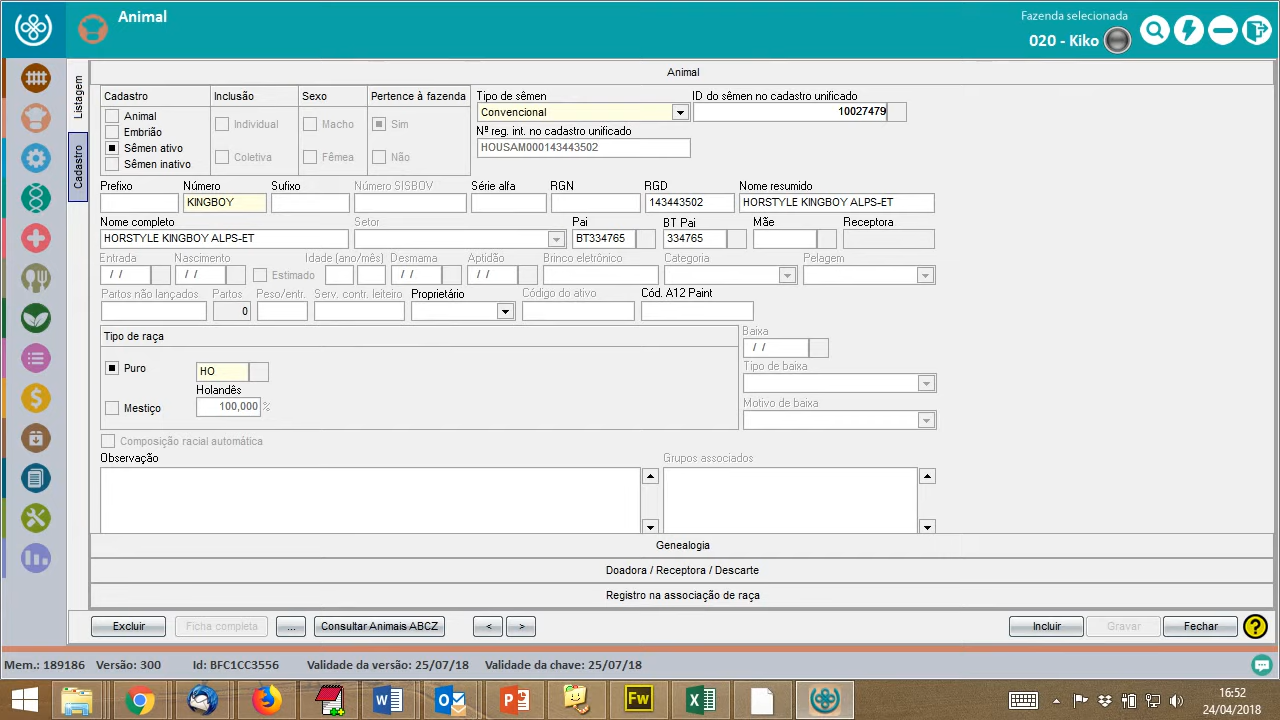 Animal
Fazenda selecionada
020 - Kiko
Listagem
Cadastro
Animal
Cadastro
Animal
Embrião
Sêmen ativo
Sêmen inativo
Inclusão
Individual
Coletiva
Sexo
Macho
Fêmea
Pertence à fazenda
Sim
Não
Tipo de sêmen
Convencional
ID do sêmen no cadastro unificado
10027479
Nº reg. int. no cadastro unificado
HOUSAM000143443502
Prefixo Número Sufixo Número SISBOV Série alfa RGN RGD Nome resumido
KINGBOY 143443502 HORSTYLE KINGBOY ALPS-ET
Nome completo Setor Pai BT Pai Mãe Receptora
HORSTYLE KINGBOY ALPS-ET BT334765 334765
Entrada Nascimento Idade (ano/mês) Desmama Aptidão Brinco eletrônico Categoria Pelagem
/ / / / Estimado / / / /
Partos não lançados Partos Peso/entr. Serv. contr. leiteiro Proprietário Código do ativo Cód. A12 Paint
0
Tipo de raça
Puro
HO
Holandês
Mestiço
100,000 %
Baixa
/ /
Tipo de baixa
Motivo de baixa
Composição racial automática
Observação
Grupos associados
Genealogia
Doadora / Receptora / Descarte
Registro na associação de raça
Excluir Ficha completa ... Consultar Animais ABCZ < > Incluir Gravar Fechar ?
Mem.: 189186 Versão: 300 Id: BFC1CC3556 Validade da versão: 25/07/18 Validade da chave: 25/07/18
Fw
16:52
24/04/2018